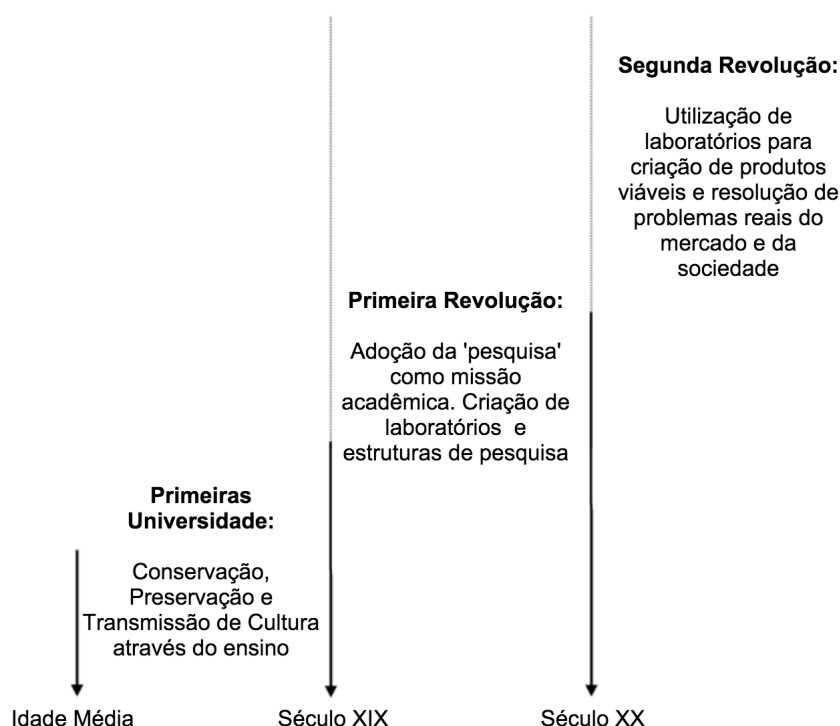 Segunda Revolução:
Utilização de
laboratórios para
criação de produtos
viáveis e resolução de
problemas reais do
mercado e da
sociedade
Primeira Revolução:
Adoção da 'pesquisa'
como missão
acadêmica. Criação de
laboratórios e
estruturas de pesquisa
Primeiras
Universidade:
Conservação,
Preservação e
Transmissão de Cultura
através do ensino
Idade Média
Século XIX
Século XX